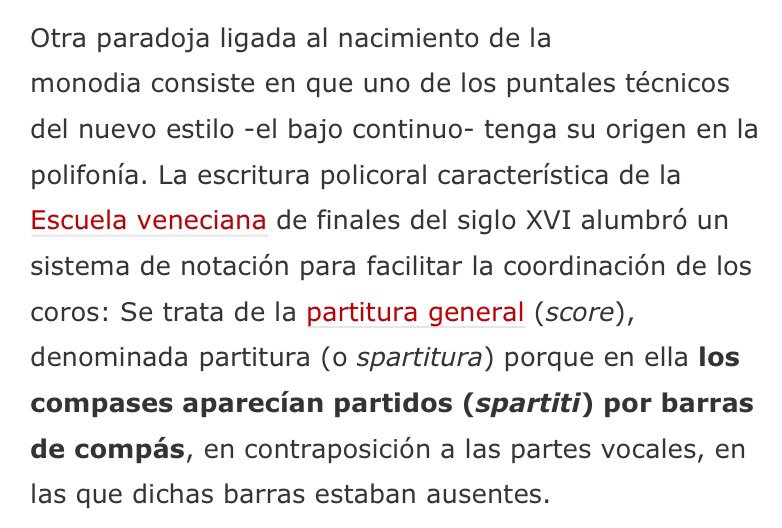 Otra paradoja ligada al nacimiento de la
monodia consiste en que uno de los puntales técnicos
del nuevo estilo -el bajo continuo- tenga su origen en la
polifonía. La escritura policoral característica de la
Escuela veneciana de finales del siglo XVI alumbró un
sistema de notación para facilitar la coordinación de los
coros: Se trata de la partitura general (score),
denominada partitura (o spartitura) porque en ella los
compases aparecían partidos (spartiti) por barras
de compás, en contraposición a las partes vocales, en
las que dichas barras estaban ausentes.